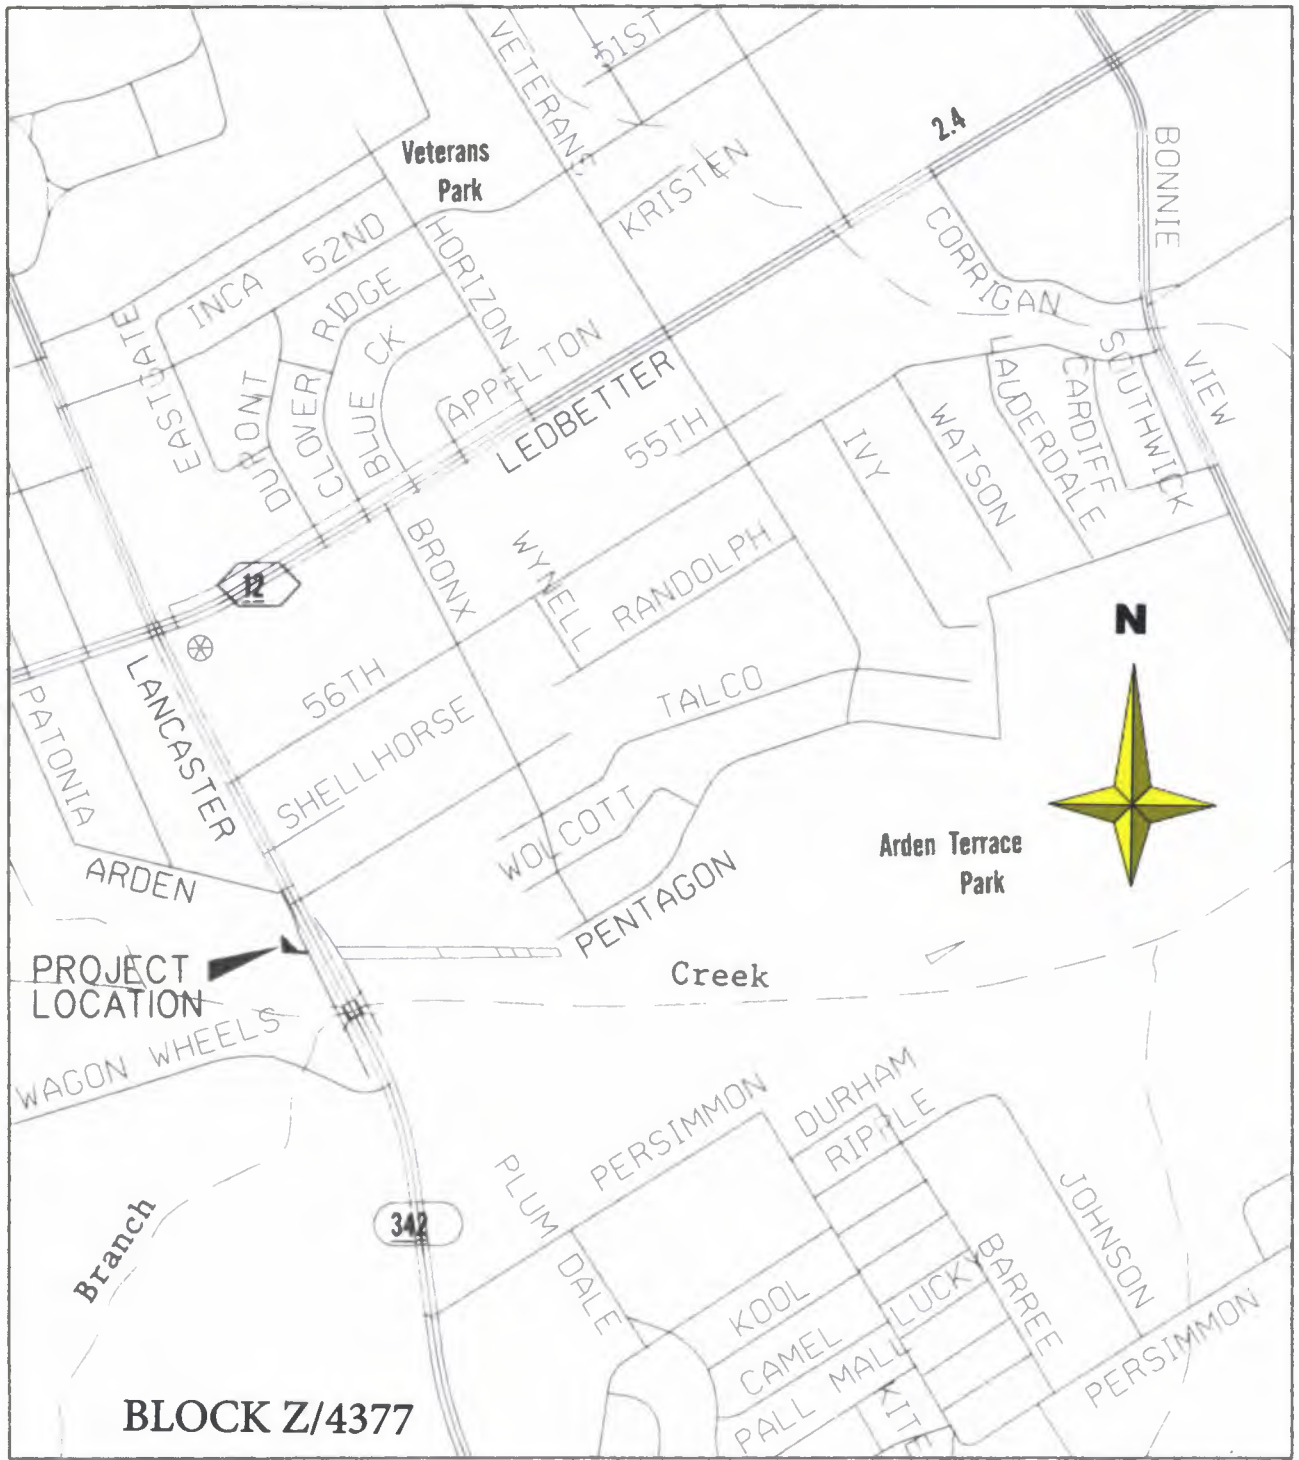 VETERANS
51ST
2.4
BONNIE
Veterans
Park
KRISTEN
CORRIGAN
INCA
52ND
HORIZON
RIDGE
EASTGATE
BLUE CK
APPELTON
LEDBETTER
DUPONT
CLOVER
55TH
IVY
WATSON
LAUDERDALE
CARDIFF
SOUTHWICK
VIEW
BRONX
WYNELL
RANDOLPH
12
N
LANCASTER
56TH
TALCO
PATONIA
SHELLHORSE
WOLCOTT
ARDEN
PENTAGON
Arden Terrace
Park
PROJECT
LOCATION
Creek
WAGON WHEELS
PERSIMMON
DURHAM
RIPPLE
PLUM DALE
JOHNSON
Branch
342
BARREE
KOOL
LUCKY
CAMEL
PALL MALL
KITE
PERSIMMON
BLOCK Z/4377